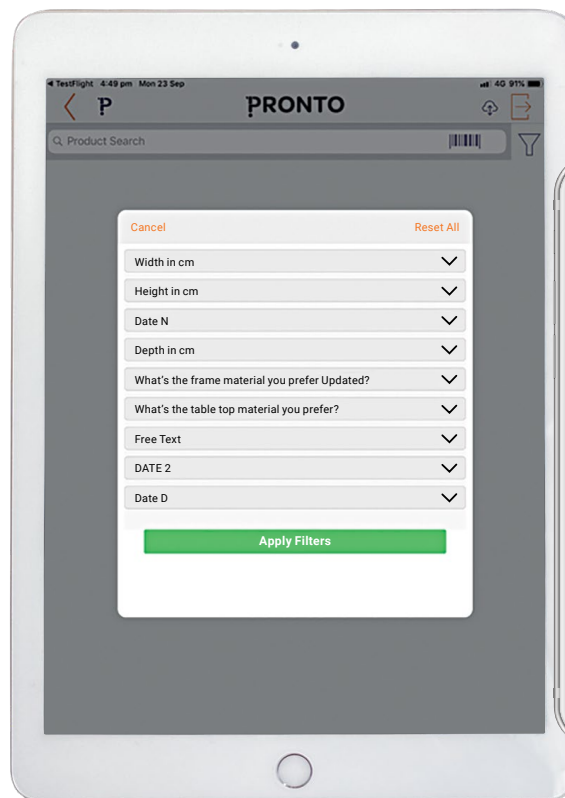 TestFlight 4:49 pm Mon 23 Sep 4G 91%
PRONTO
Product Search
Cancel Reset All
Width in cm
Height in cm
Date N
Depth in cm
What's the frame material you prefer Updated?
What's the table top material you prefer?
Free Text
DATE 2
Date D
Apply Filters